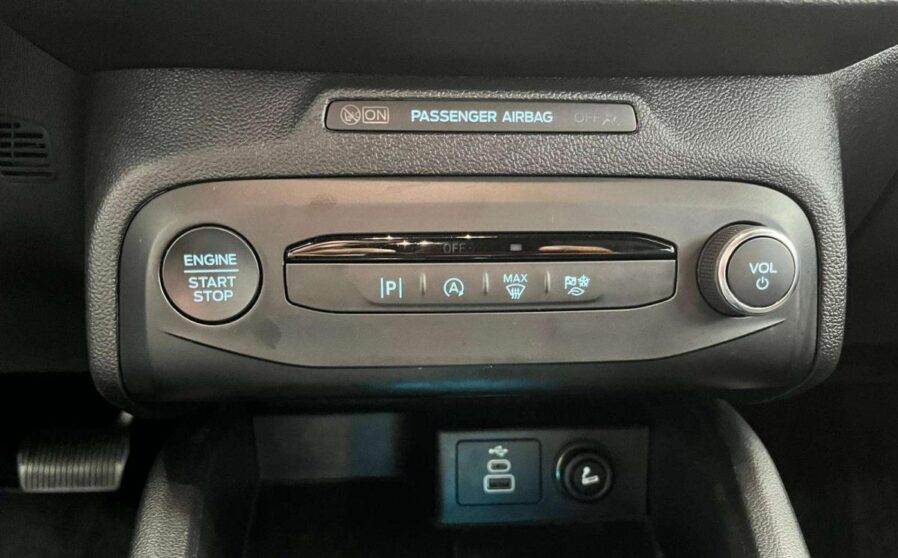 ON PASSENGER AIRBAG OFF
ENGINE
START
STOP
OFF
P
A
MAX
VOL